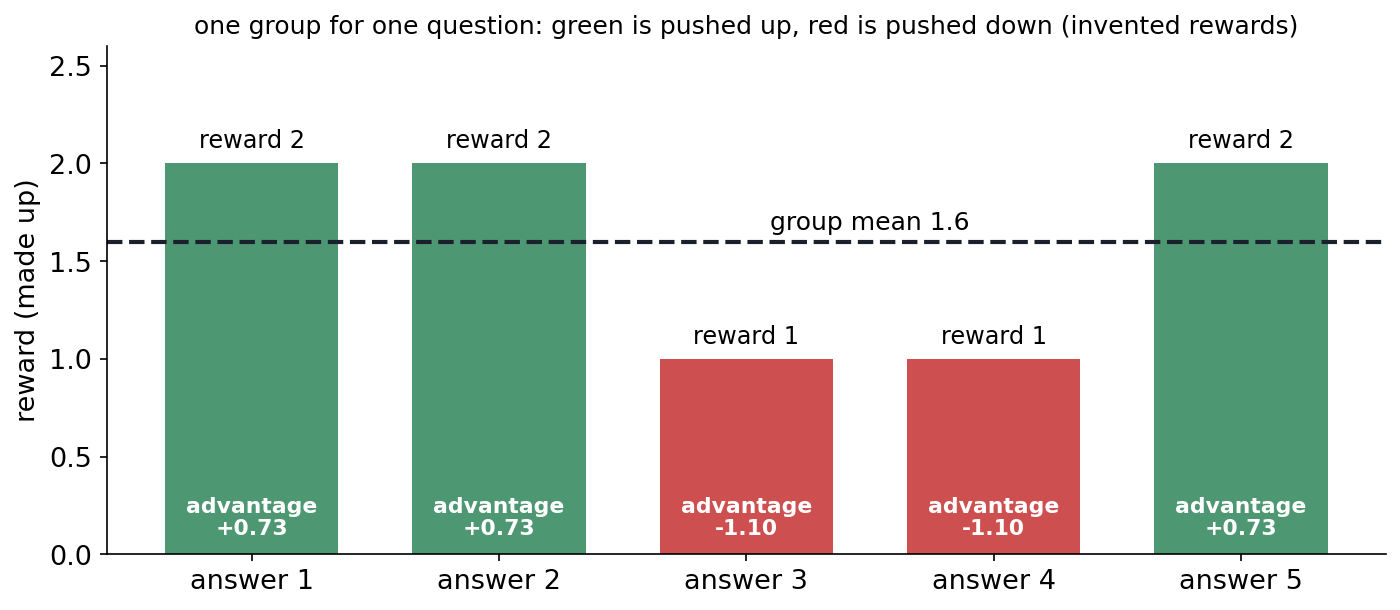 one group for one question: green is pushed up, red is pushed down (invented rewards)
reward (made up)
2.5
2.0
1.5
1.0
0.5
0.0
reward 2
reward 2
reward 2
group mean 1.6
reward 1
reward 1
advantage
+0.73
advantage
+0.73
advantage
-1.10
advantage
-1.10
advantage
+0.73
answer 1
answer 2
answer 3
answer 4
answer 5